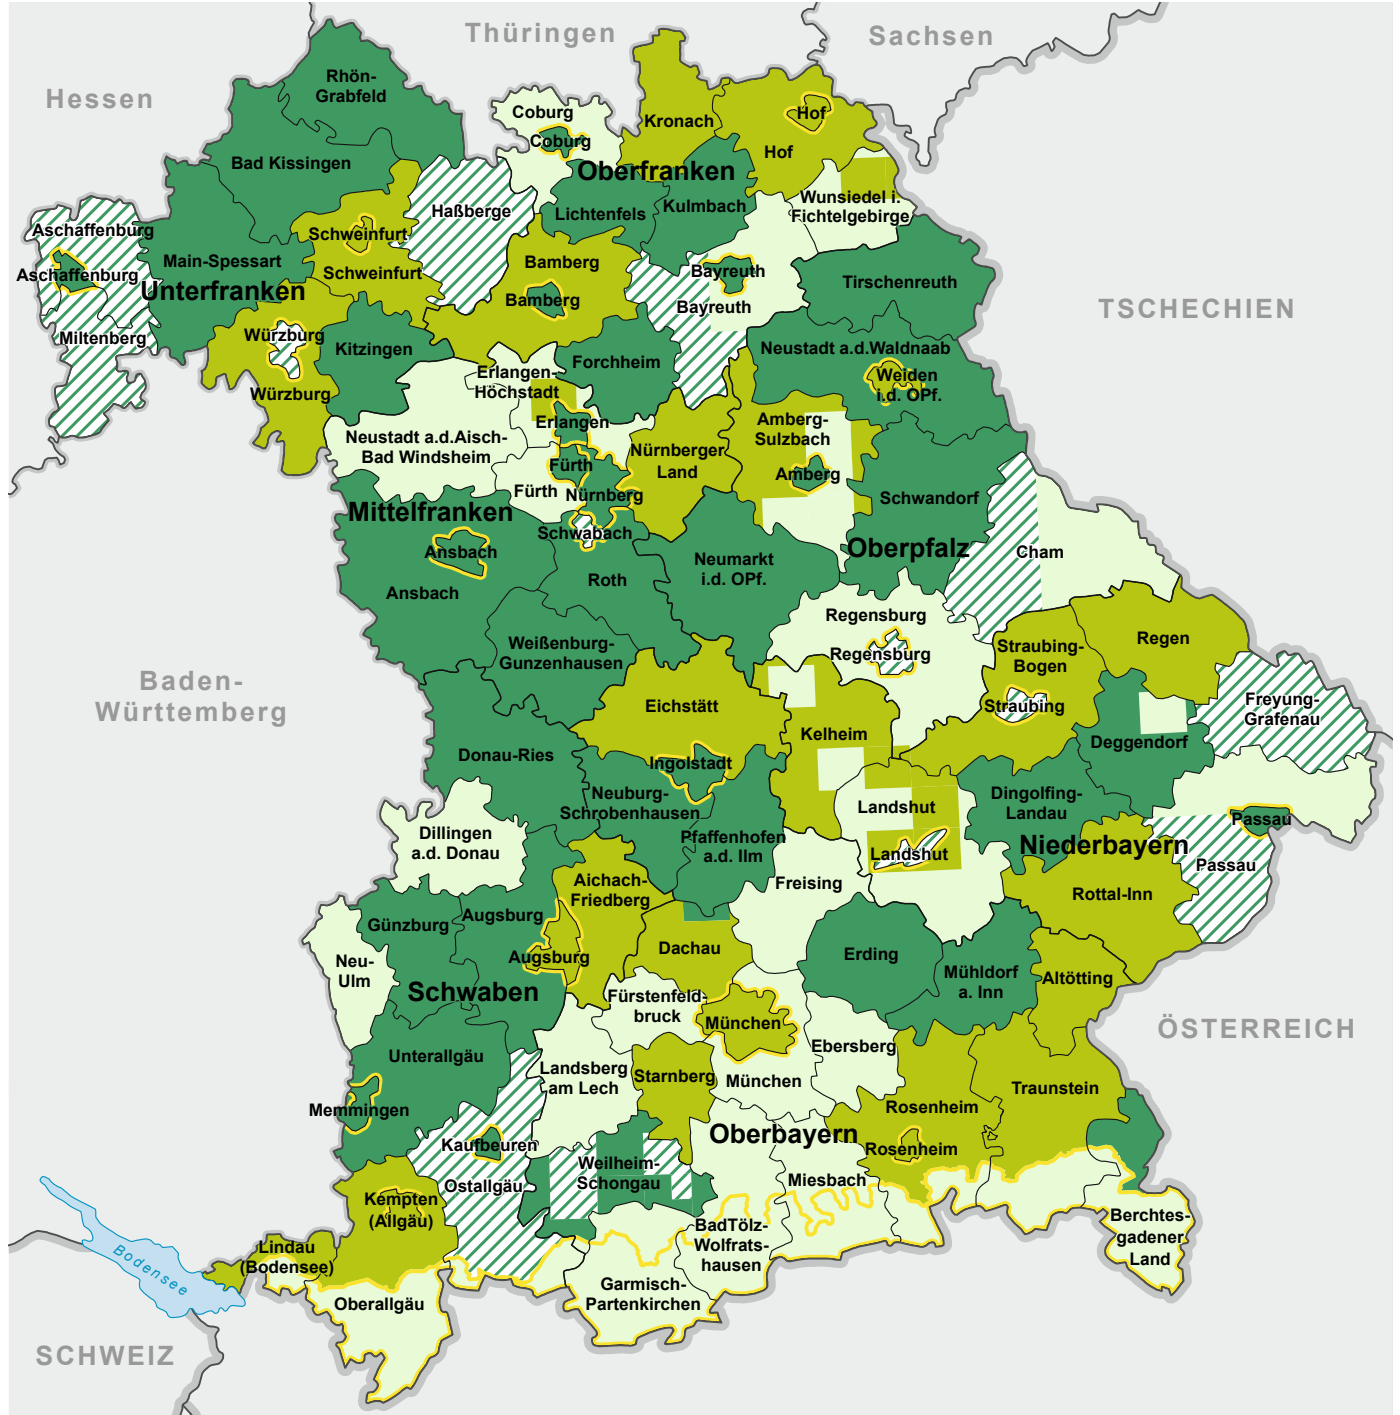 Thüringen
Sachsen
Hessen
Rhön-
Grabfeld
Coburg
Coburg
Kronach
Hof
Hof
Bad Kissingen
Oberfranken
Haßberge
Lichtenfels
Kulmbach
Wunsiedel i.
Fichtelgebirge
Aschaffenburg
Aschaffenburg
Main-Spessart
Schweinfurt
Schweinfurt
Bamberg
Bamberg
Bayreuth
Bayreuth
Tirschenreuth
Unterfranken
TSCHECHIEN
Miltenberg
Würzburg
Würzburg
Kitzingen
Erlangen-
Höchstadt
Forchheim
Neustadt a.d.Waldnaab
Weiden
i.d. OPf.
Erlangen
Amberg-
Sulzbach
Neustadt a.d.Aisch-
Bad Windsheim
Nürnberger
Land
Fürth
Fürth
Nürnberg
Amberg
Schwandorf
Mittelfranken
Schwabach
Ansbach
Ansbach
Oberpfalz
Cham
Roth
Neumarkt
i.d. OPf.
Regensburg
Regensburg
Weißenburg-
Gunzenhausen
Straubing-
Bogen
Regen
Baden-
Württemberg
Eichstätt
Straubing
Freyung-
Grafenau
Kelheim
Deggendorf
Donau-Ries
Ingolstadt
Neuburg-
Schrobenhausen
Landshut
Landshut
Dingolfing-
Landau
Passau
Passau
Dillingen
a.d. Donau
Pfaffenhofen
a.d. Ilm
Niederbayern
Aichach-
Friedberg
Freising
Rottal-Inn
Günzburg
Augsburg
Augsburg
Dachau
Erding
Neu-
Ulm
Mühldorf
a. Inn
Altötting
Schwaben
Fürstenfeld-
bruck
München
München
ÖSTERREICH
Unterallgäu
Landsberg
am Lech
Starnberg
Ebersberg
Traunstein
Memmingen
Rosenheim
Rosenheim
Kaufbeuren
Oberbayern
Weilheim-
Schongau
Ostallgäu
Miesbach
Kempten
(Allgäu)
BadTölz-
Wolfrats-
hausen
Berchtes-
gadener
Land
Lindau
(Bodensee)
Bodensee
Oberallgäu
Garmisch-
Partenkirchen
SCHWEIZ